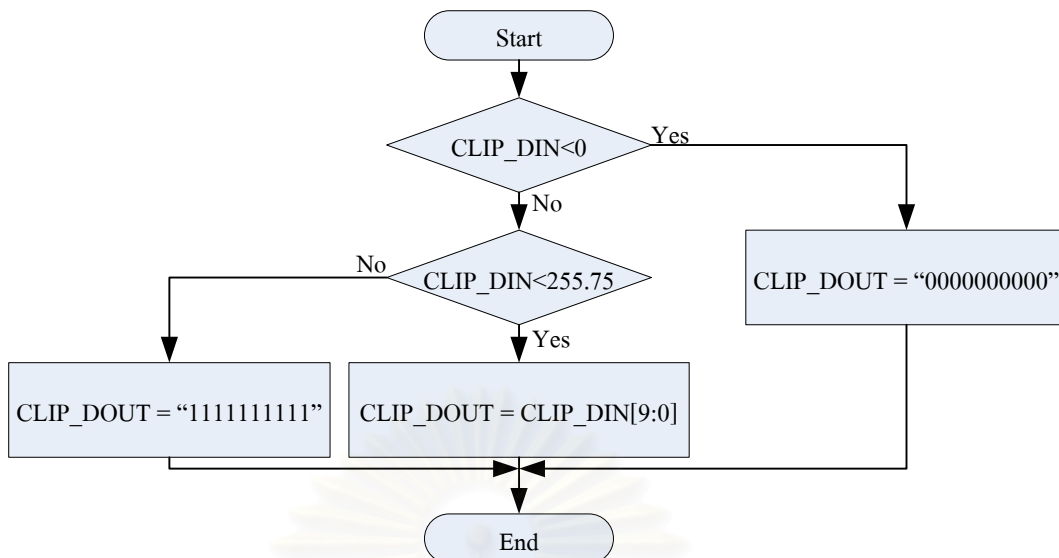 Start
CLIP_DIN<0
Yes
No
CLIP_DIN<255.75
No
Yes
CLIP_DOUT = “0000000000”
CLIP_DOUT = “1111111111”
CLIP_DOUT = CLIP_DIN[9:0]
End